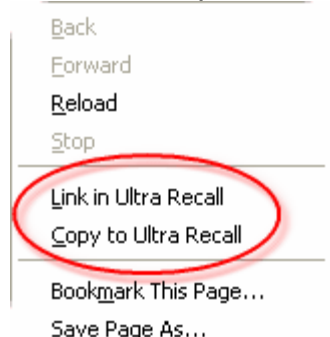 Back
Forward
Reload
Stop
Link in Ultra Recall
Copy to Ultra Recall
Bookmark This Page...
Save Page As...